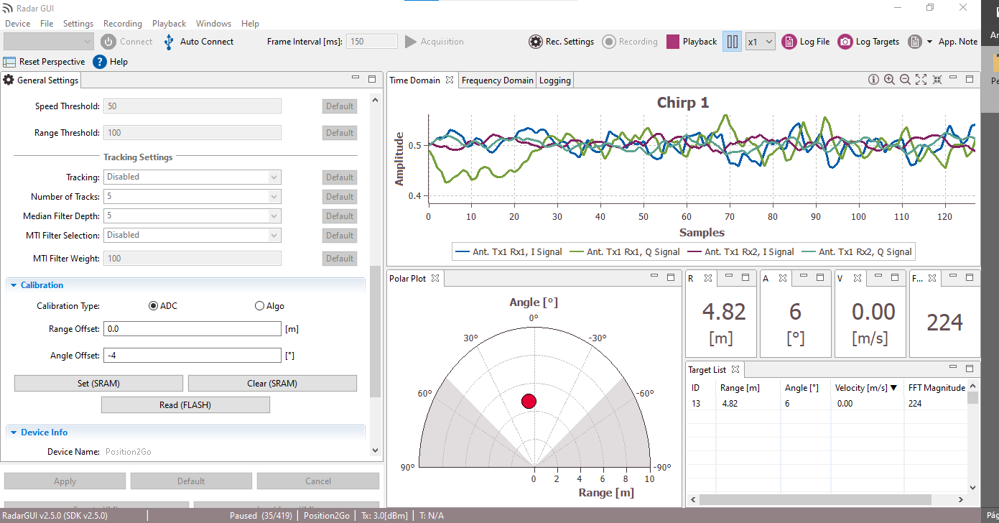 Radar GUI
Device File Settings Recording Playback Windows Help
Connect Auto Connect Frame Interval [ms]: 150 Acquisition Rec. Settings Recording Playback x1 Log File Log Targets App. Note
Reset Perspective ? Help
General Settings
Speed Threshold: 50 Default
Range Threshold: 100 Default
Tracking Settings
Tracking: Disabled Default
Number of Tracks: 5 Default
Median Filter Depth: 5 Default
MTI Filter Selection: Disabled Default
MTI Filter Weight: 100 Default
Calibration
Calibration Type: ADC Algo
Range Offset: 0.0 [m]
Angle Offset: -4 [°]
Set (SRAM) Clear (SRAM)
Read (FLASH)
Device Info
Device Name: Position2Go
Apply Default Cancel
Time Domain Frequency Domain Logging
Chirp 1
Amplitude
0.5
0.4
0 10 20 30 40 50 60 70 80 90 100 110 120
Samples
Ant. Tx1 Rx1, I Signal Ant. Tx1 Rx1, Q Signal Ant. Tx1 Rx2, I Signal Ant. Tx1 Rx2, Q Signal
Polar Plot
Angle [°]
0°
30° -30°
60° -60°
90° -90°
0 2 4 6 8 10
Range [m]
R A V F...
4.82 6 0.00 224
[m] [°] [m/s]
Target List
ID Range [m] Angle [°] Velocity [m/s] ▼ FFT Magnitude
13 4.82 6 0.00 224
RadarGUI v2.5.0 (SDK v2.5.0) Paused (35/419) Position2Go Tx: 3.0[dBm] T: N/A
Pág